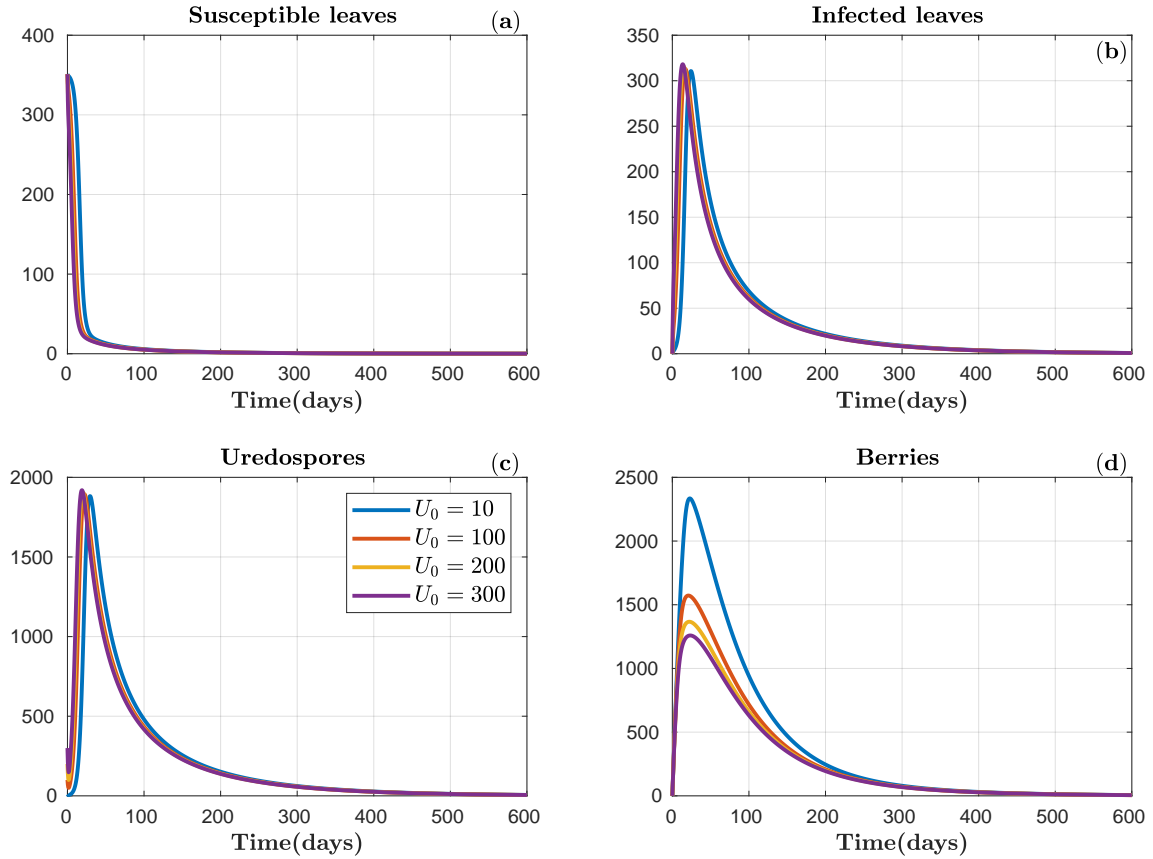 Susceptible leaves
(a)
400
300
200
100
0
0 100 200 300 400 500 600
Time(days)
Infected leaves
(b)
350
300
250
200
150
100
50
0
0 100 200 300 400 500 600
Time(days)
Uredospores
(c)
2000
1500
1000
500
0
0 100 200 300 400 500 600
Time(days)
U₀ = 10
U₀ = 100
U₀ = 200
U₀ = 300
Berries
(d)
2500
2000
1500
1000
500
0
0 100 200 300 400 500 600
Time(days)